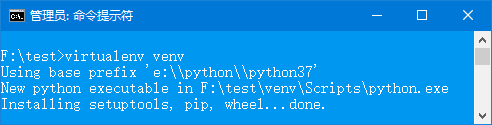 管理员: 命令提示符
F:\test>virtualenv venv
Using base prefix 'e:\\python\\python37'
New python executable in F:\test\venv\Scripts\python.exe
Installing setuptools, pip, wheel...done.